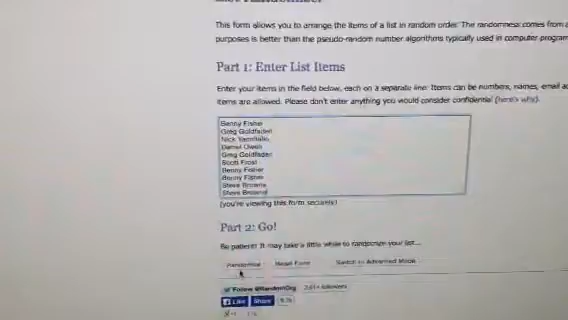 This form allows you to arrange the items of a list in random order. The randomness comes from a
purposes is better than the pseudo-random number algorithms typically used in computer program
Part 1: Enter List Items
Enter your items in the field below, each on a separate line. Items can be numbers, names, email ad
items are allowed. Please don't enter anything you would consider confidential (here's why).
Benny Fisher
Greg Goldfaden
Nick
Daniel Owen
Greg Goldfaden
Scott Frost
Benny Fisher
Benny Fisher
Steve Browne
Steve Browne
(you're viewing this form securely)
Part 2: Go!
Be patient! It may take a little while to randomize your list...
Randomize Reset Form Switch to Advanced Mode
Follow @RandomOrg followers
Like Share